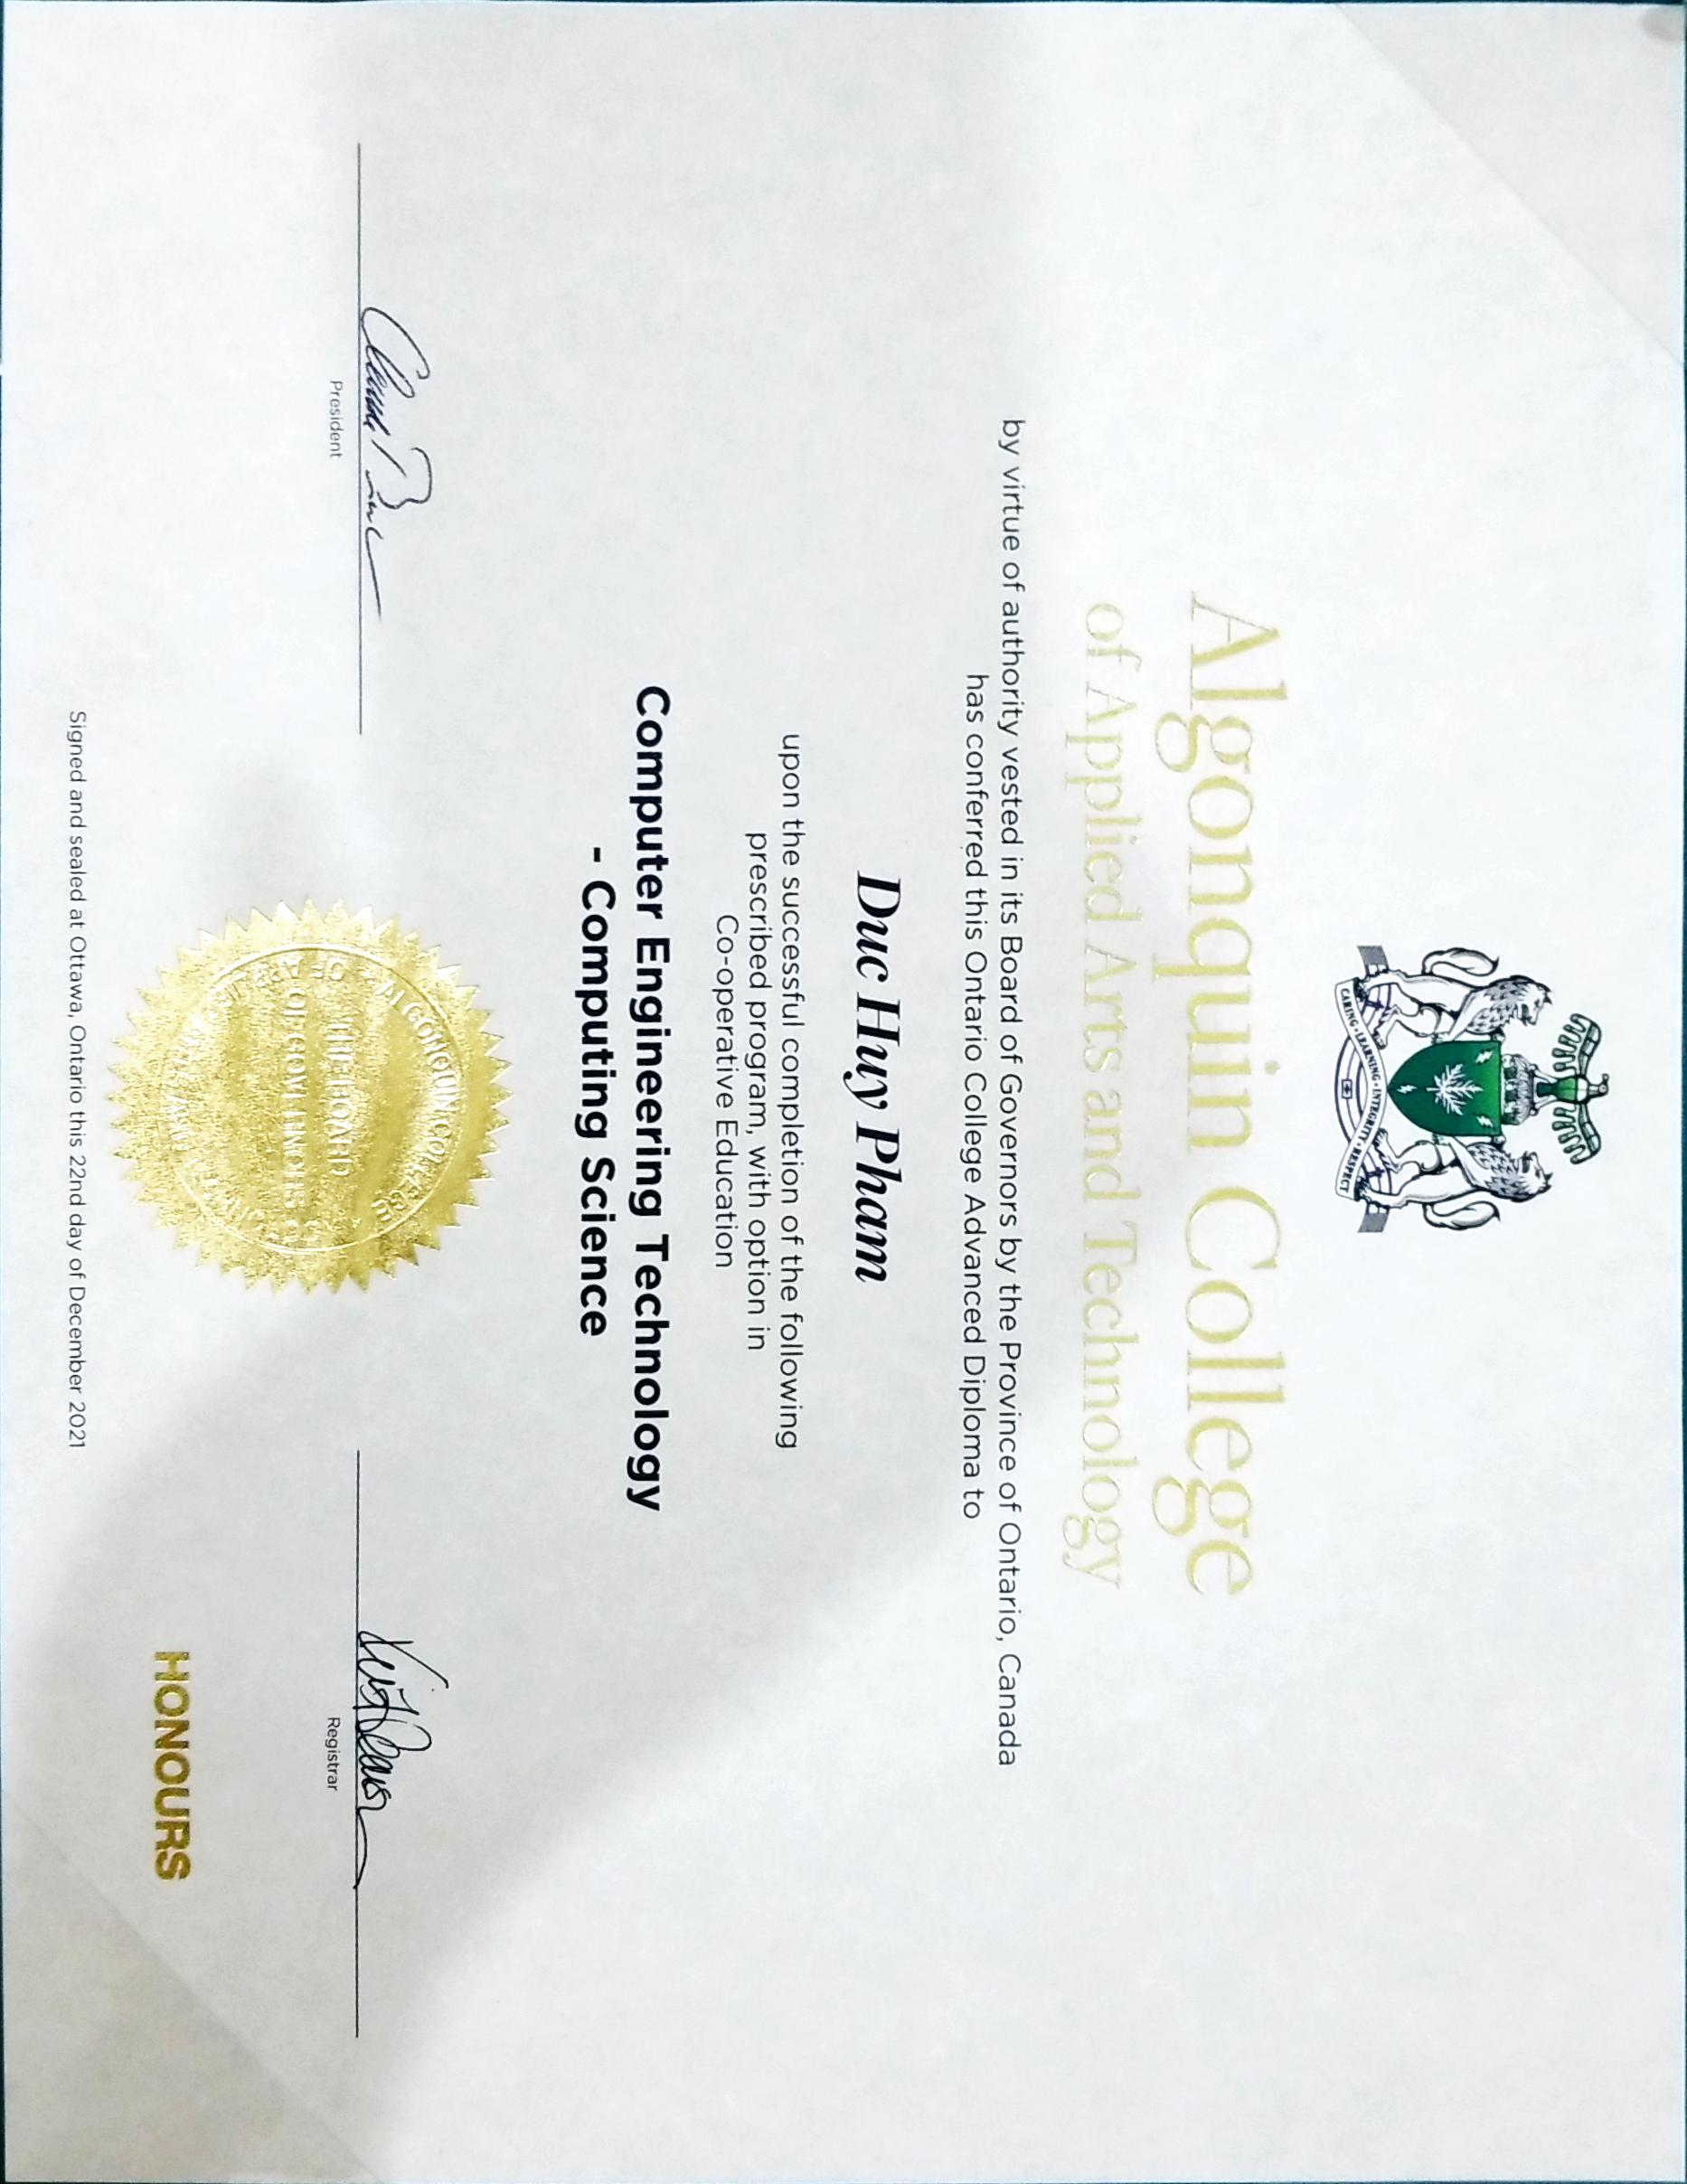 CARING · LEARNING · INTEGRITY · RESPECT
Algonquin College
of Applied Arts and Technology
by virtue of authority vested in its Board of Governors by the Province of Ontario, Canada
has conferred this Ontario College Advanced Diploma to
Duc Huy Pham
upon the successful completion of the following
prescribed program, with option in
Co-operative Education
Computer Engineering Technology
- Computing Science
President
ALGONQUIN COLLEGE
THE BOARD
OF GOVERNORS
OF APPLIED ARTS AND
Registrar
HONOURS
Signed and sealed at Ottawa, Ontario this 22nd day of December 2021